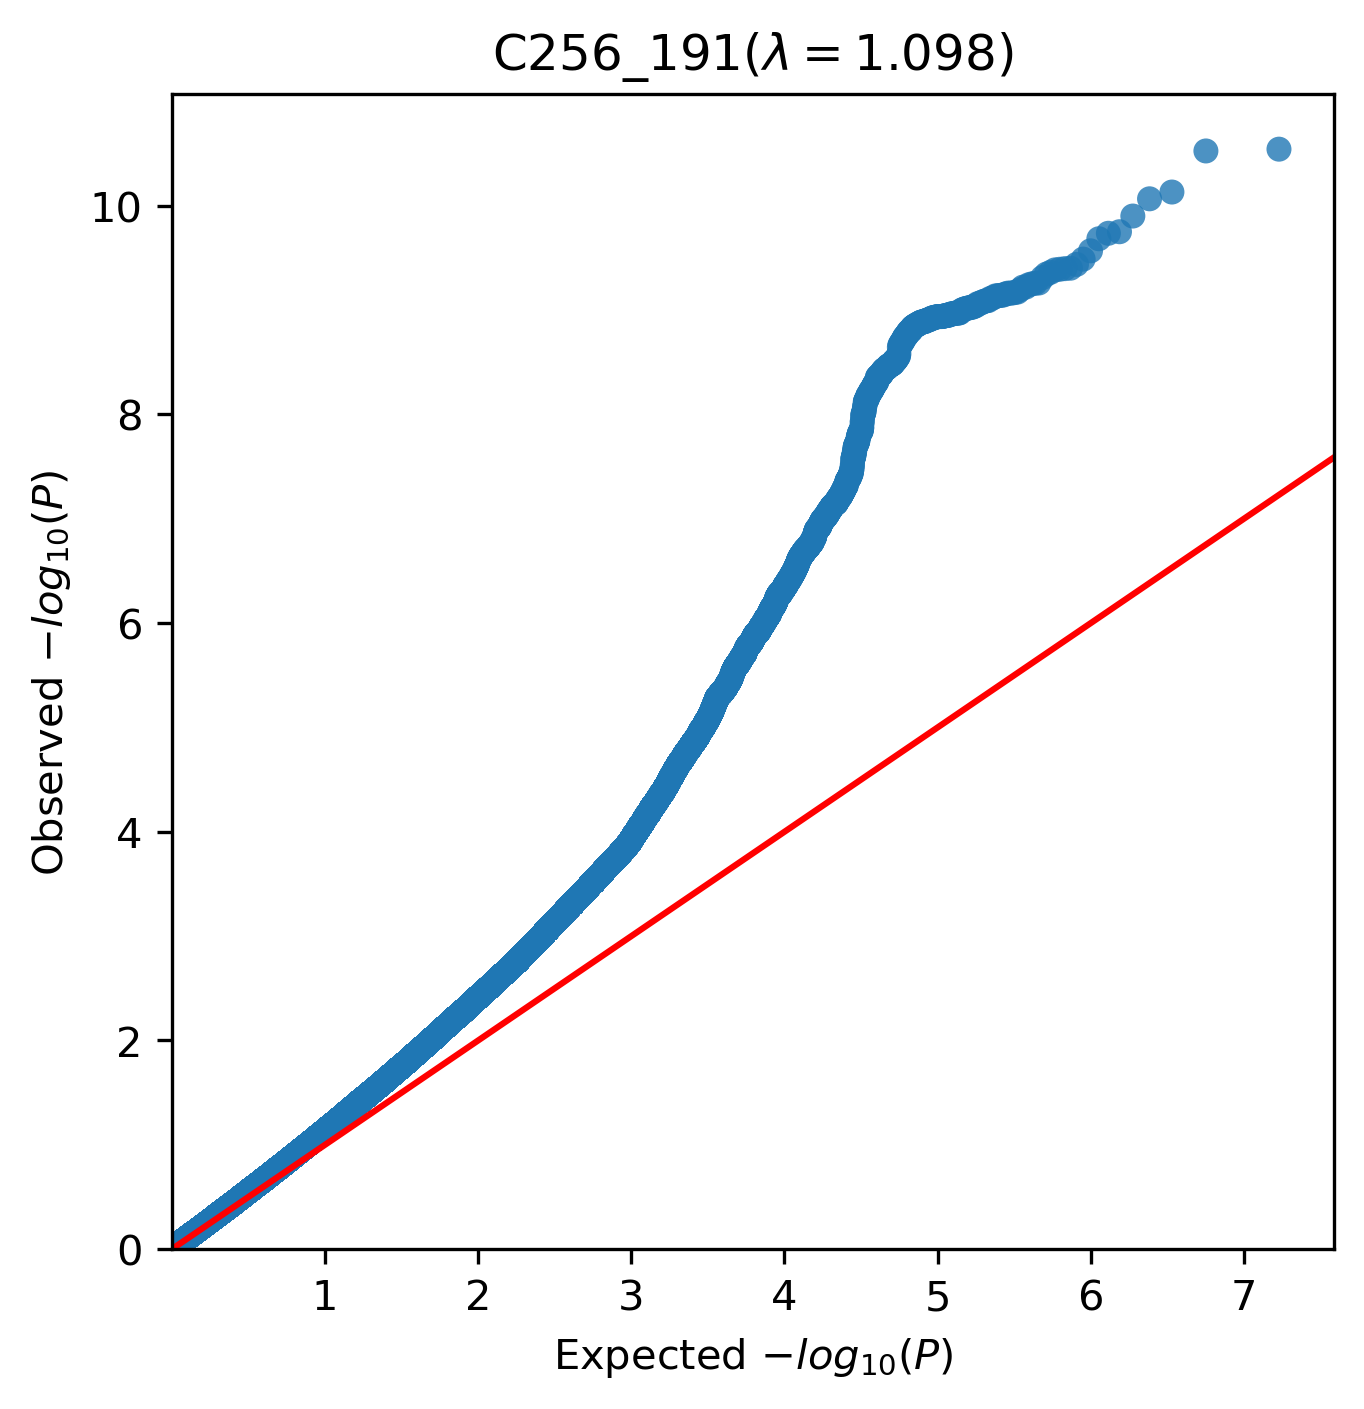 C256_191(λ = 1.098)
Observed −log₁₀(P)
10
8
6
4
2
0
1 2 3 4 5 6 7
Expected −log₁₀(P)